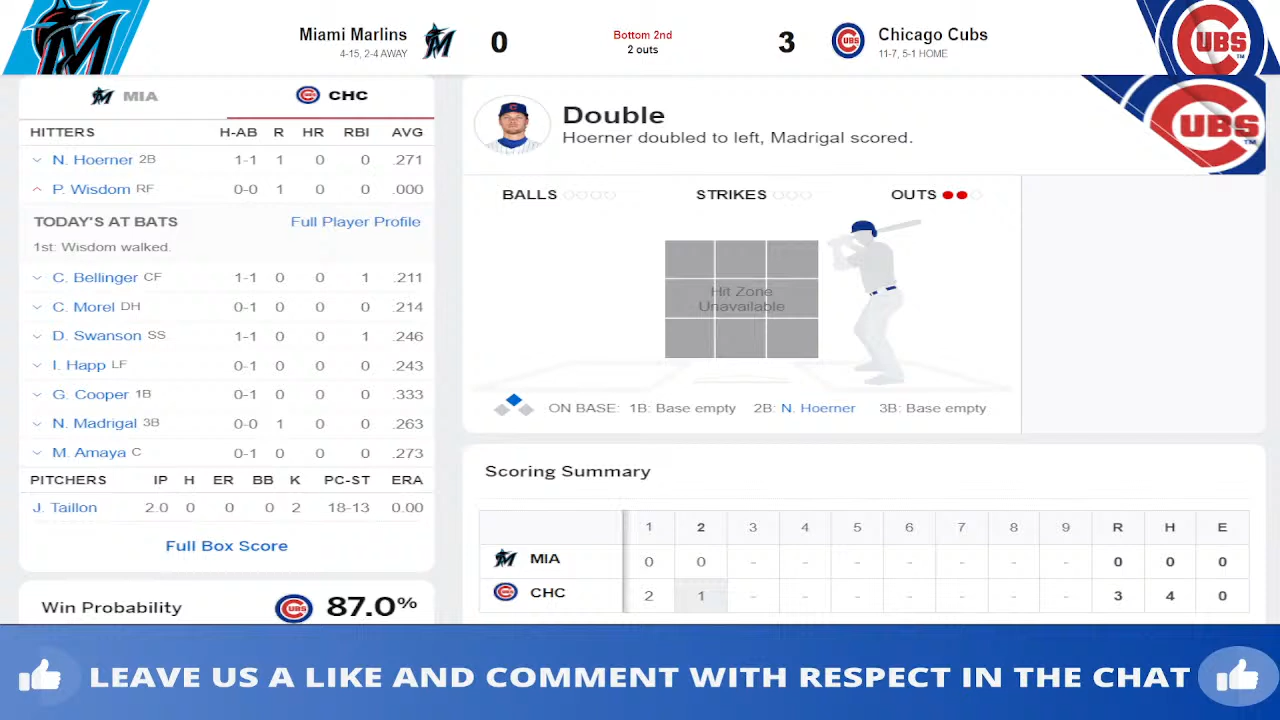 Miami Marlins
4-15, 2-4 AWAY
0
Bottom 2nd
2 outs
3
CUBS
Chicago Cubs
11-7, 5-1 HOME
CUBS
TM
MIA
CUBS
CHC
HITTERS H-AB R HR RBI AVG
N. Hoerner 2B 1-1 1 0 0 .271
P. Wisdom RF 0-0 1 0 0 .000
TODAY'S AT BATS Full Player Profile
1st: Wisdom walked.
C. Bellinger CF 1-1 0 0 1 .211
C. Morel DH 0-1 0 0 0 .214
D. Swanson SS 1-1 0 0 1 .246
I. Happ LF 0-1 0 0 0 .243
G. Cooper 1B 0-1 0 0 0 .333
N. Madrigal 3B 0-0 1 0 0 .263
M. Amaya C 0-1 0 0 0 .273
PITCHERS IP H ER BB K PC-ST ERA
J. Taillon 2.0 0 0 0 2 18-13 0.00
Full Box Score
Win Probability CUBS 87.0%
Double
Hoerner doubled to left, Madrigal scored.
CUBS
TM
BALLS STRIKES OUTS
Hit Zone
Unavailable
ON BASE: 1B: Base empty 2B: N. Hoerner 3B: Base empty
Scoring Summary
1 2 3 4 5 6 7 8 9 R H E
MIA 0 0 - - - - - - - 0 0 0
CUBS CHC 2 1 - - - - - - - 3 4 0
LEAVE US A LIKE AND COMMENT WITH RESPECT IN THE CHAT